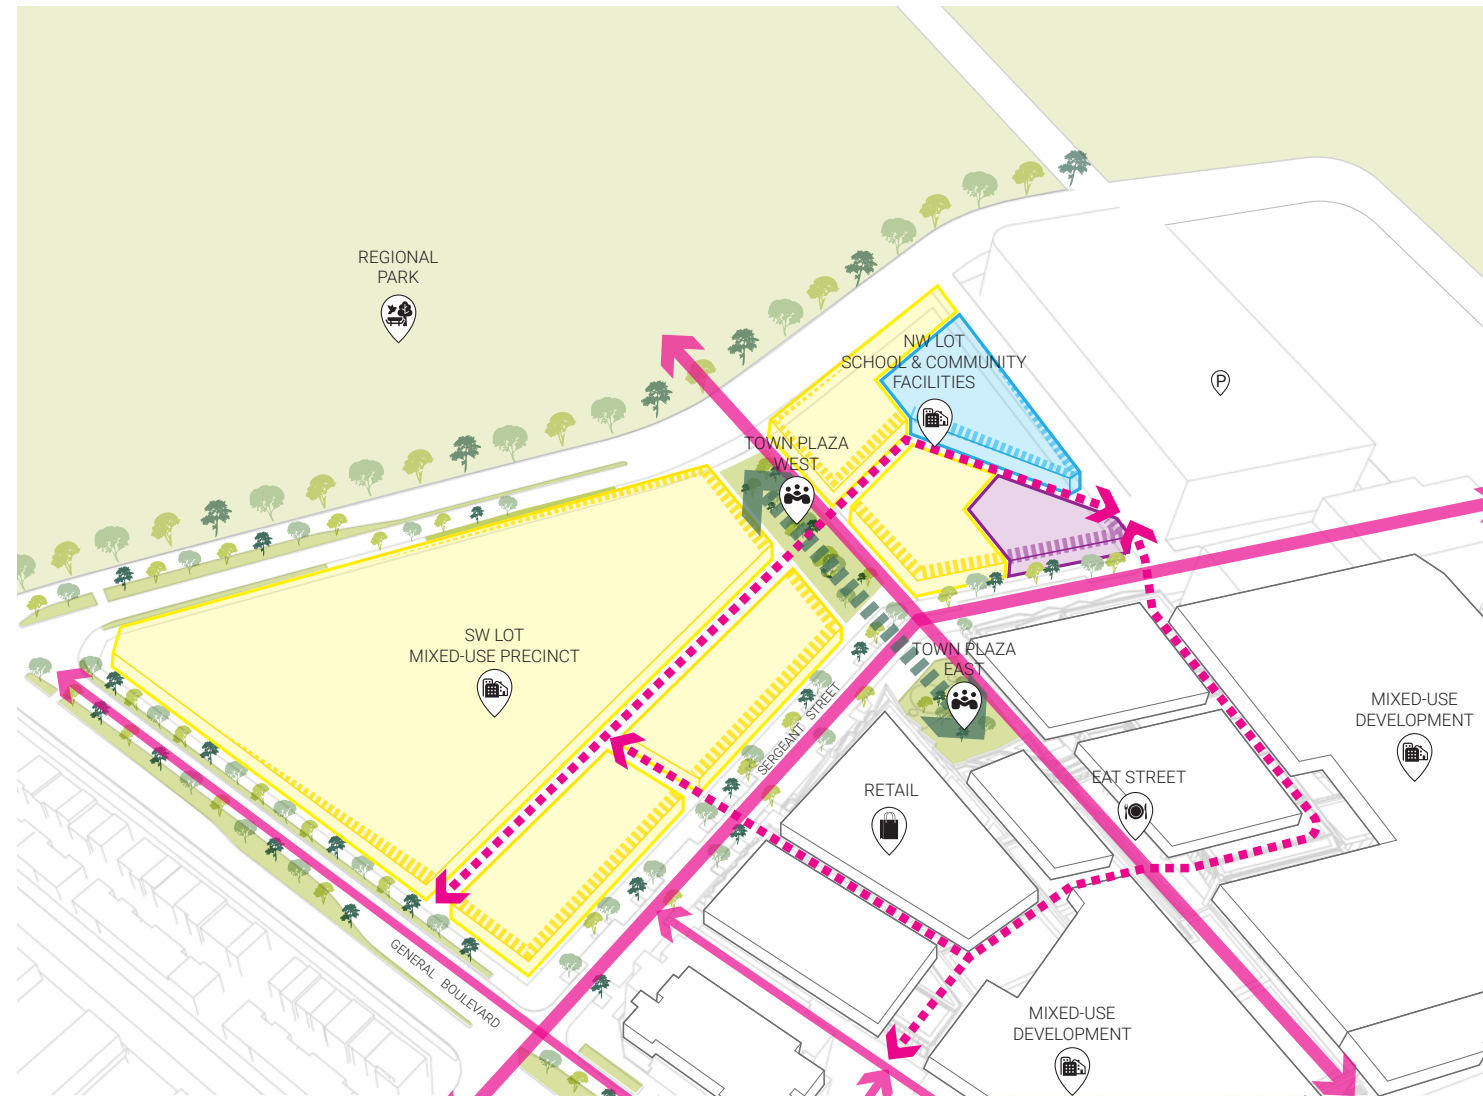 REGIONAL
PARK
NW LOT
SCHOOL & COMMUNITY
FACILITIES
P
TOWN PLAZA
WEST
SW LOT
MIXED-USE PRECINCT
TOWN PLAZA
EAST
SERGEANT STREET
MIXED-USE
DEVELOPMENT
EAT STREET
RETAIL
GENERAL BOULEVARD
MIXED-USE
DEVELOPMENT